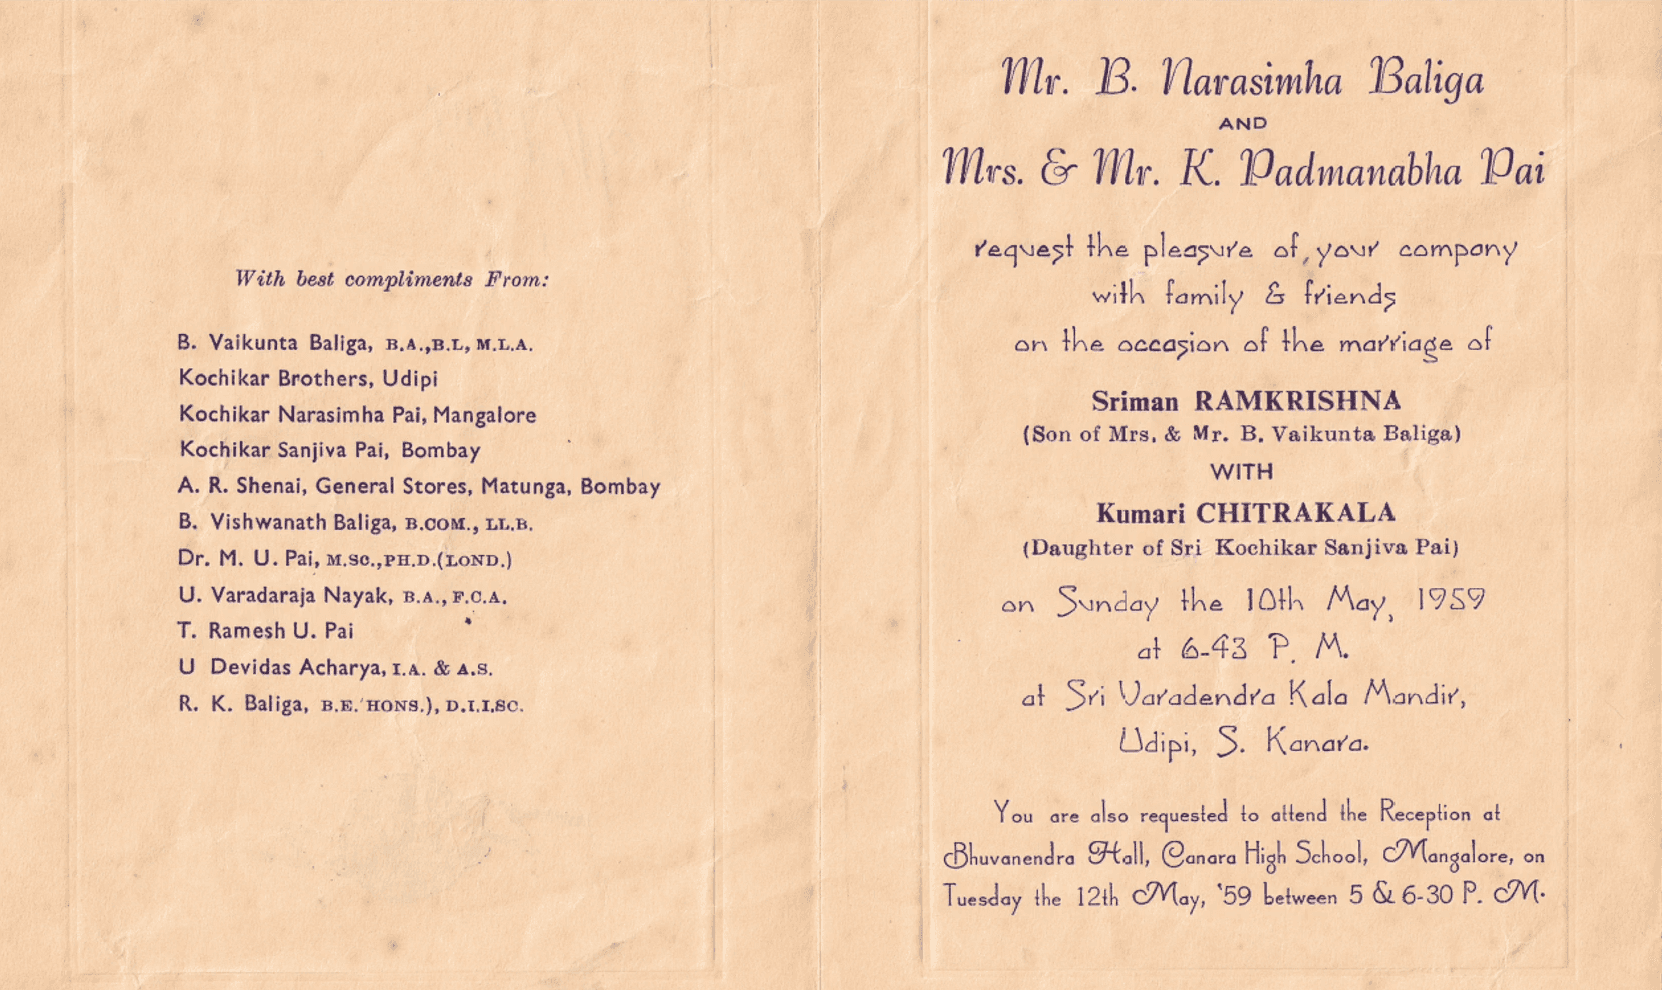 With best compliments From:
B. Vaikunta Baliga, B.A.,B.L, M.L.A.
Kochikar Brothers, Udipi
Kochikar Narasimha Pai, Mangalore
Kochikar Sanjiva Pai, Bombay
A. R. Shenai, General Stores, Matunga, Bombay
B. Vishwanath Baliga, B.COM., LL.B.
Dr. M. U. Pai, M.SC.,PH.D.(LOND.)
U. Varadaraja Nayak, B.A., F.C.A.
T. Ramesh U. Pai
U Devidas Acharya, I.A. & A.S.
R. K. Baliga, B.E.'HONS.), D.I.I.SC.
Mr. B. Narasimha Baliga
AND
Mrs. & Mr. K. Padmanabha Pai
request the pleasure of your company
with family & friends
on the occasion of the marriage of
Sriman RAMKRISHNA
(Son of Mrs. & Mr. B. Vaikunta Baliga)
WITH
Kumari CHITRAKALA
(Daughter of Sri Kochikar Sanjiva Pai)
on Sunday the 10th May, 1959
at 6-43 P. M.
at Sri Varadendra Kala Mandir,
Udipi, S. Kanara.
You are also requested to attend the Reception at
Bhuvanendra Hall, Canara High School, Mangalore, on
Tuesday the 12th May, '59 between 5 & 6-30 P. M.